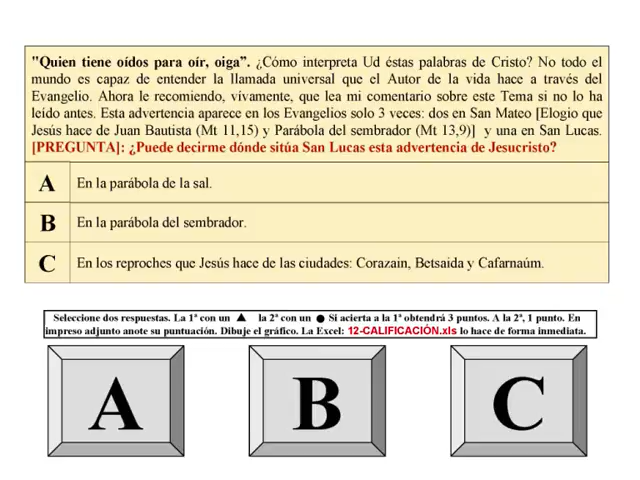 "Quien tiene oídos para oír, oiga”. ¿Cómo interpreta Ud éstas palabras de Cristo? No todo el
mundo es capaz de entender la llamada universal que el Autor de la vida hace a través del
Evangelio. Ahora le recomiendo, vívamente, que lea mi comentario sobre este Tema si no lo ha
leído antes. Esta advertencia aparece en los Evangelios solo 3 veces: dos en San Mateo [Elogio que
Jesús hace de Juan Bautista (Mt 11,15) y Parábola del sembrador (Mt 13,9)] y una en San Lucas.
[PREGUNTA]: ¿Puede decirme dónde sitúa San Lucas esta advertencia de Jesucristo?
A En la parábola de la sal.
B En la parábola del sembrador.
C En los reproches que Jesús hace de las ciudades: Corazain, Betsaida y Cafarnaúm.
Seleccione dos respuestas. La 1ª con un ▲ la 2ª con un ● Si acierta a la 1ª obtendrá 3 puntos. A la 2ª, 1 punto. En
impreso adjunto anote su puntuación. Dibuje el gráfico. La Excel: 12-CALIFICACIÓN.xls lo hace de forma inmediata.
A B C